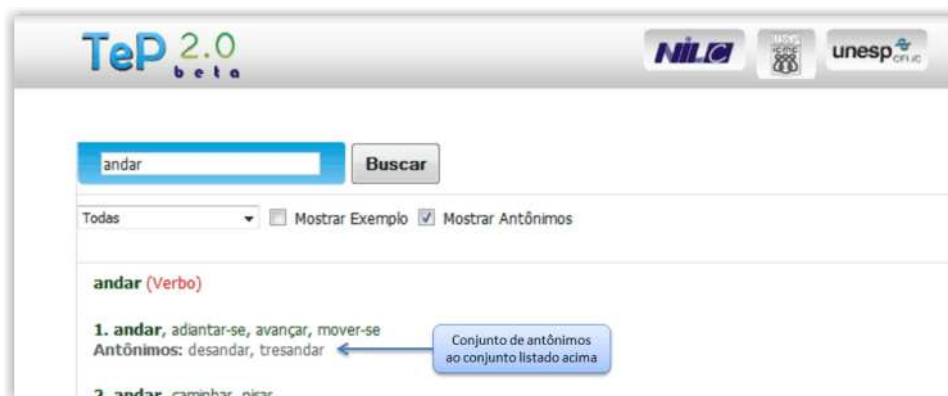 TeP 2.0
beta
NILC
unesp
andar
Buscar
Todas
Mostrar Exemplo
Mostrar Antônimos
andar (Verbo)
1. andar, adiantar-se, avançar, mover-se
Antônimos: desandar, tresandar
Conjunto de antônimos
ao conjunto listado acima
2. andar, caminhar, pisar